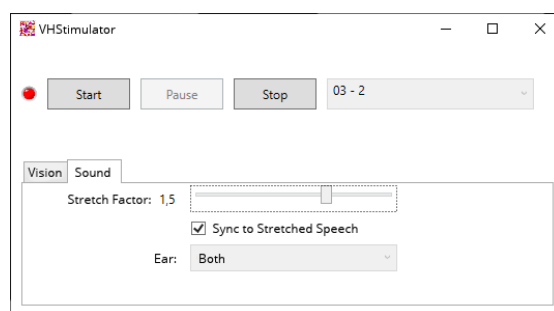 VHStimulator
Start Pause Stop 03 - 2
Vision Sound
Stretch Factor: 1,5
Sync to Stretched Speech
Ear: Both